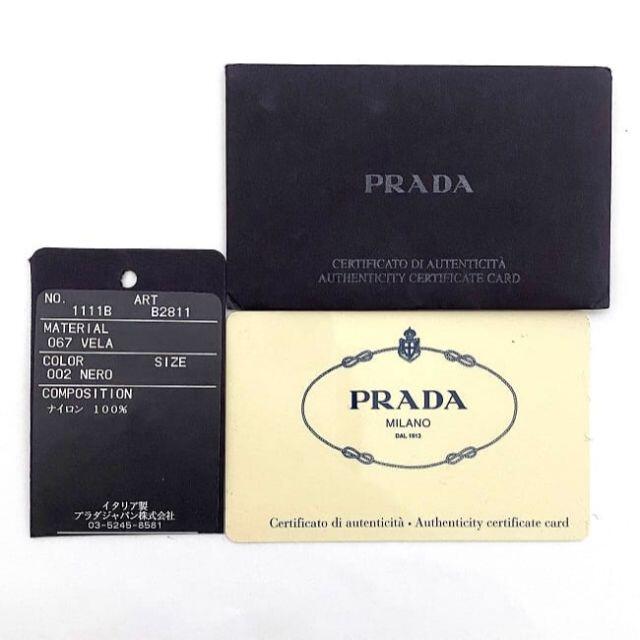 PRADA
CERTIFICATO DI AUTENTICITÀ
AUTHENTICITY CERTIFICATE CARD
NO. ART
1111B B2811
MATERIAL
067 VELA
COLOR SIZE
002 NERO
COMPOSITION
ナイロン 100%
イタリア製
プラダジャパン株式会社
03-5245-8581
PRADA
MILANO
DAL 1913
Certificato di autenticità • Authenticity certificate card